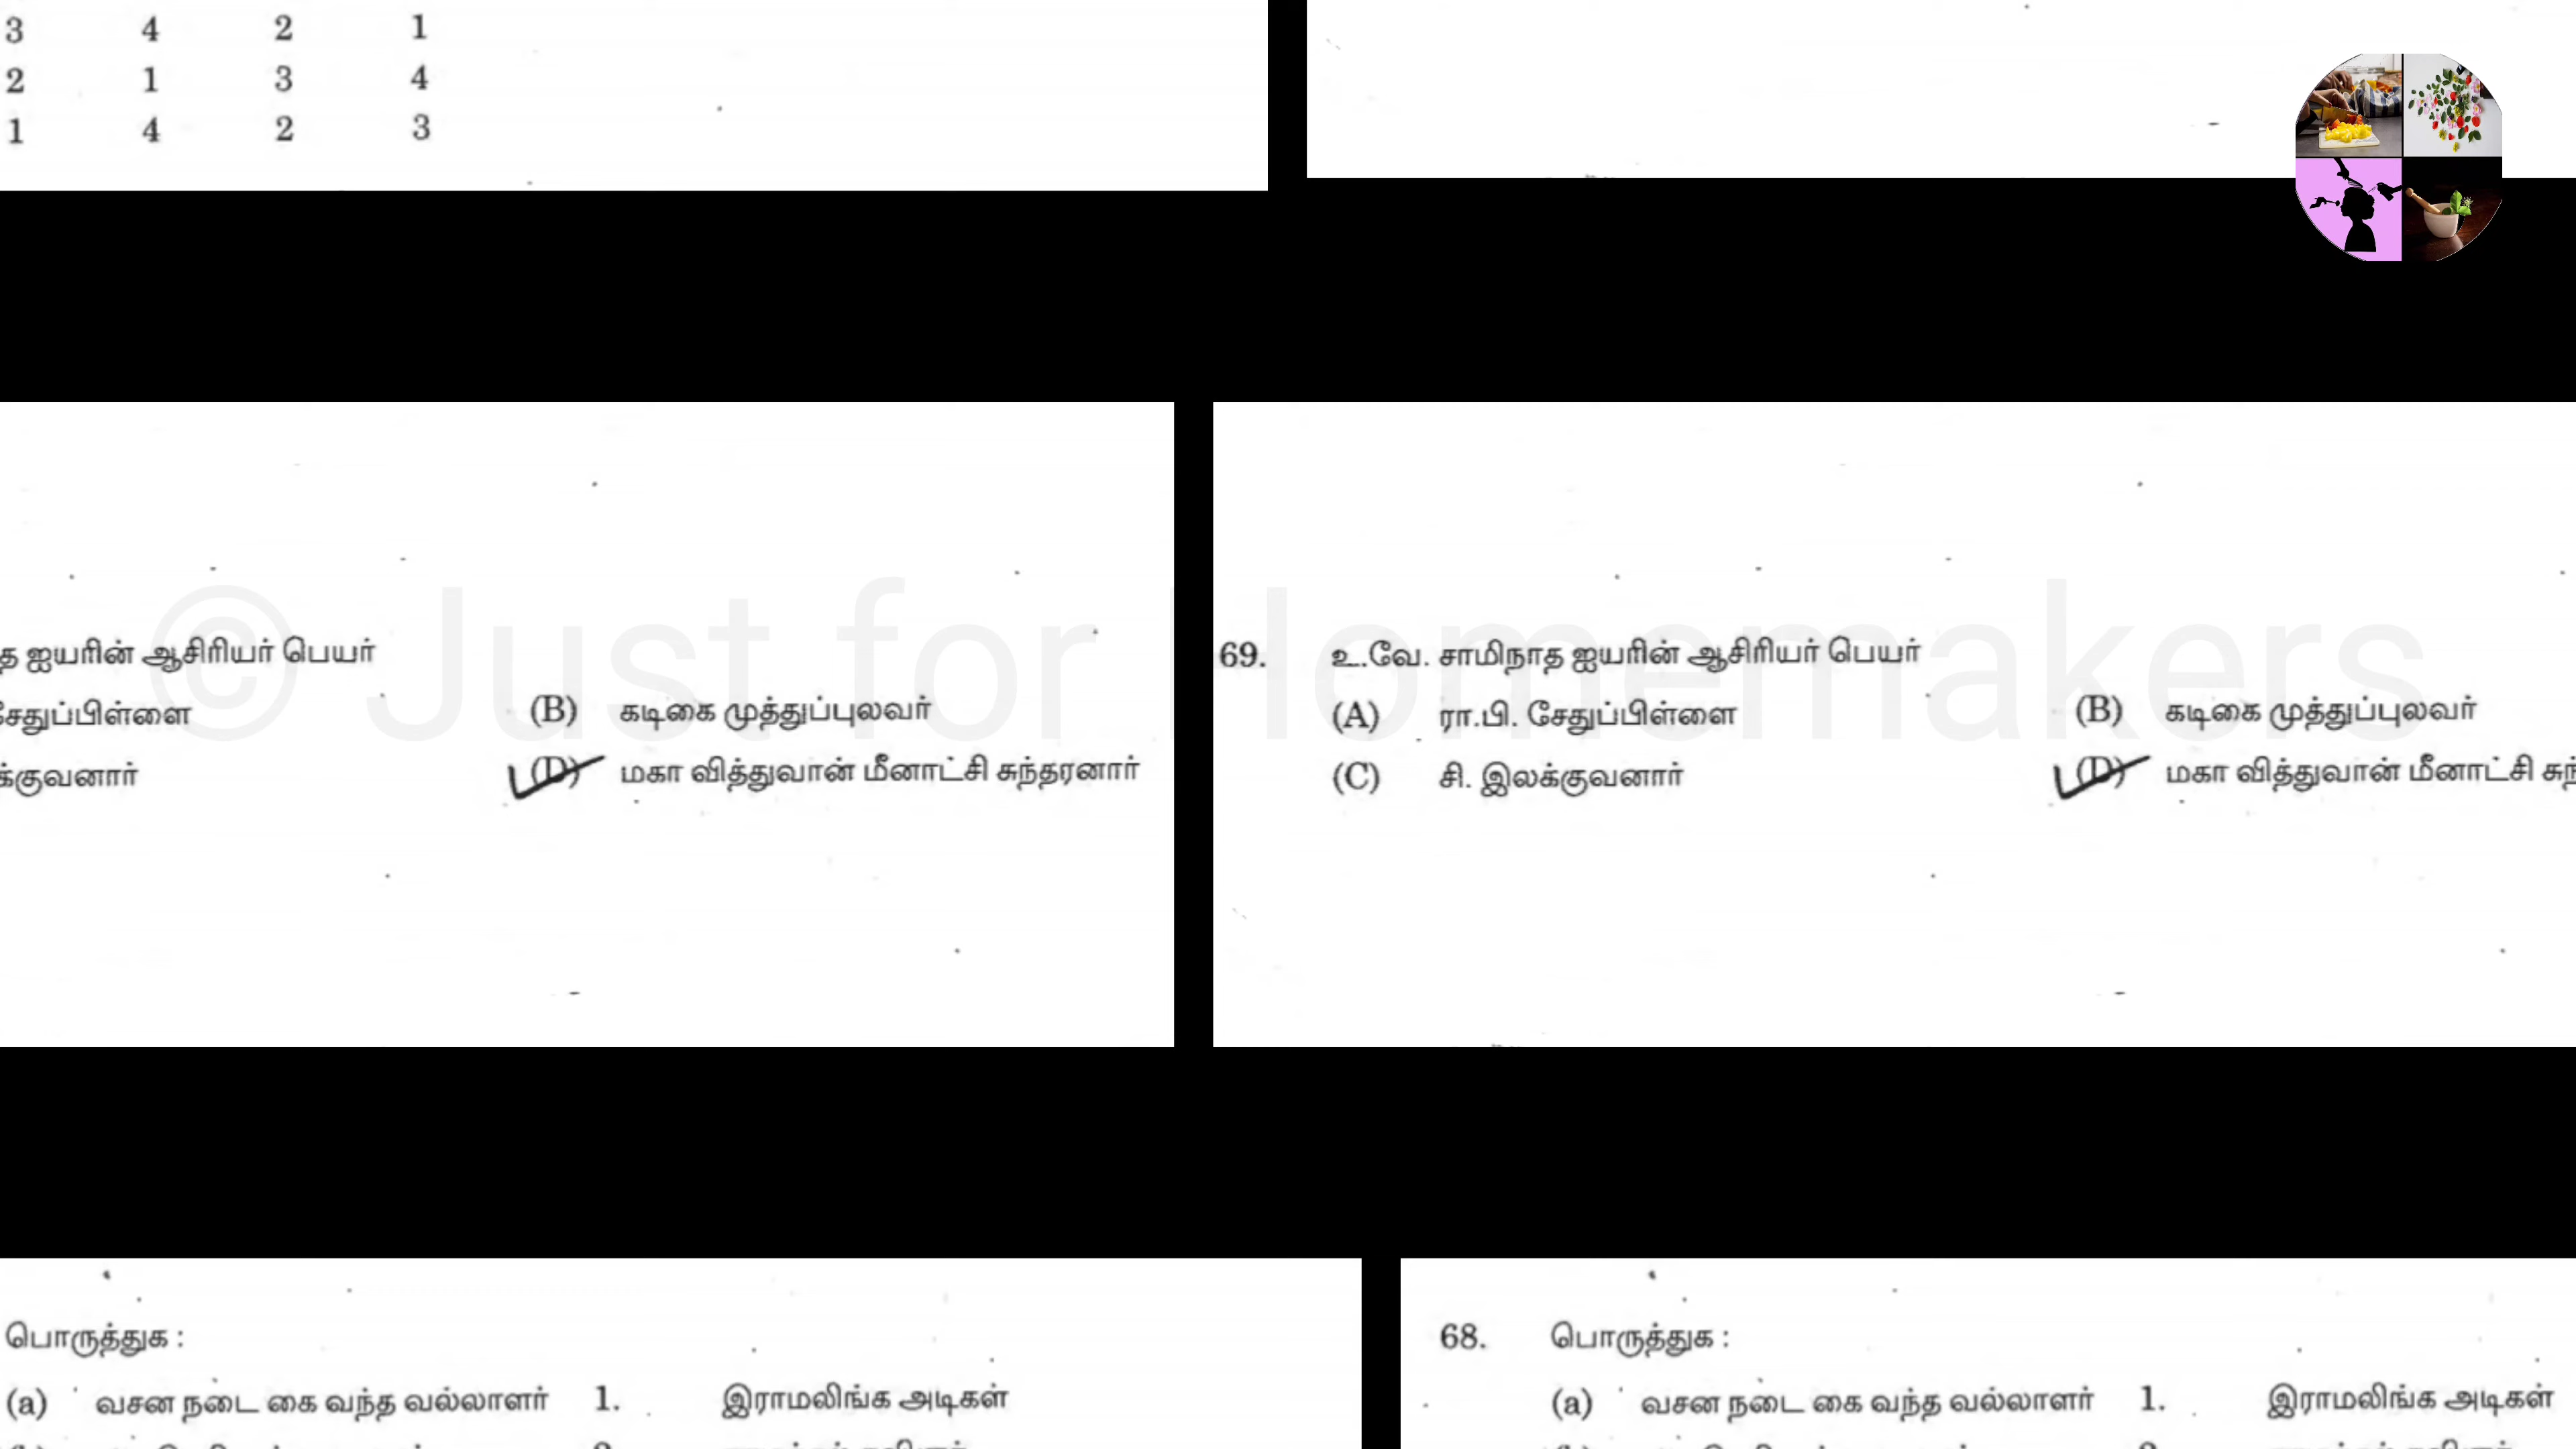 3 4 2 1
2 1 3 4
1 4 2 3
த ஐயரின் ஆசிரியர் பெயர்
சேதுப்பிள்ளை (B) கடிகை முத்துப்புலவர்
க்குவனார் (D) மகா வித்துவான் மீனாட்சி சுந்தரனார்
69. உ.வே. சாமிநாத ஐயரின் ஆசிரியர் பெயர்
(A) ரா.பி. சேதுப்பிள்ளை (B) கடிகை முத்துப்புலவர்
(C) சி. இலக்குவனார் (D) மகா வித்துவான் மீனாட்சி சுந்
© Just for Homemakers
பொருத்துக :
(a) வசன நடை கை வந்த வல்லாளர் 1. இராமலிங்க அடிகள்
68. பொருத்துக :
(a) வசன நடை கை வந்த வல்லாளர் 1. இராமலிங்க அடிகள்